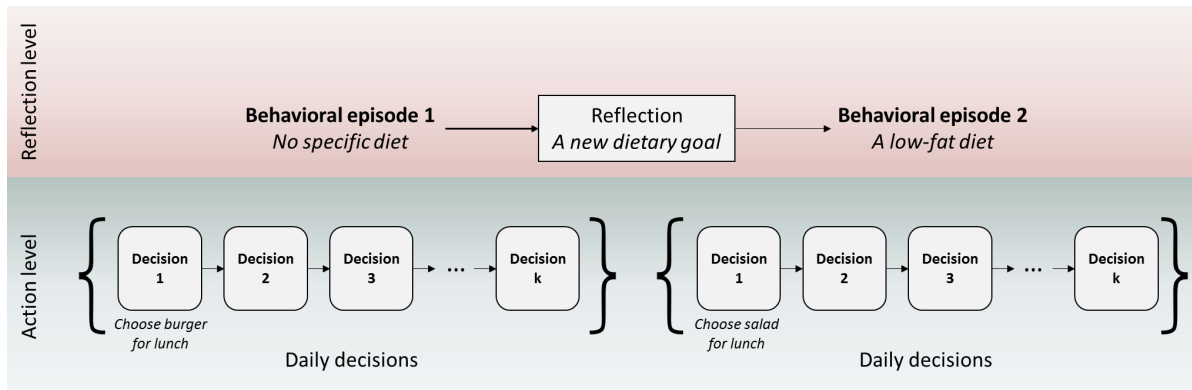 Reflection level
Behavioral episode 1
No specific diet
Reflection
A new dietary goal
Behavioral episode 2
A low-fat diet
Action level
Decision
1
Decision
2
Decision
3
...
Decision
k
Choose burger
for lunch
Daily decisions
Decision
1
Decision
2
Decision
3
...
Decision
k
Choose salad
for lunch
Daily decisions